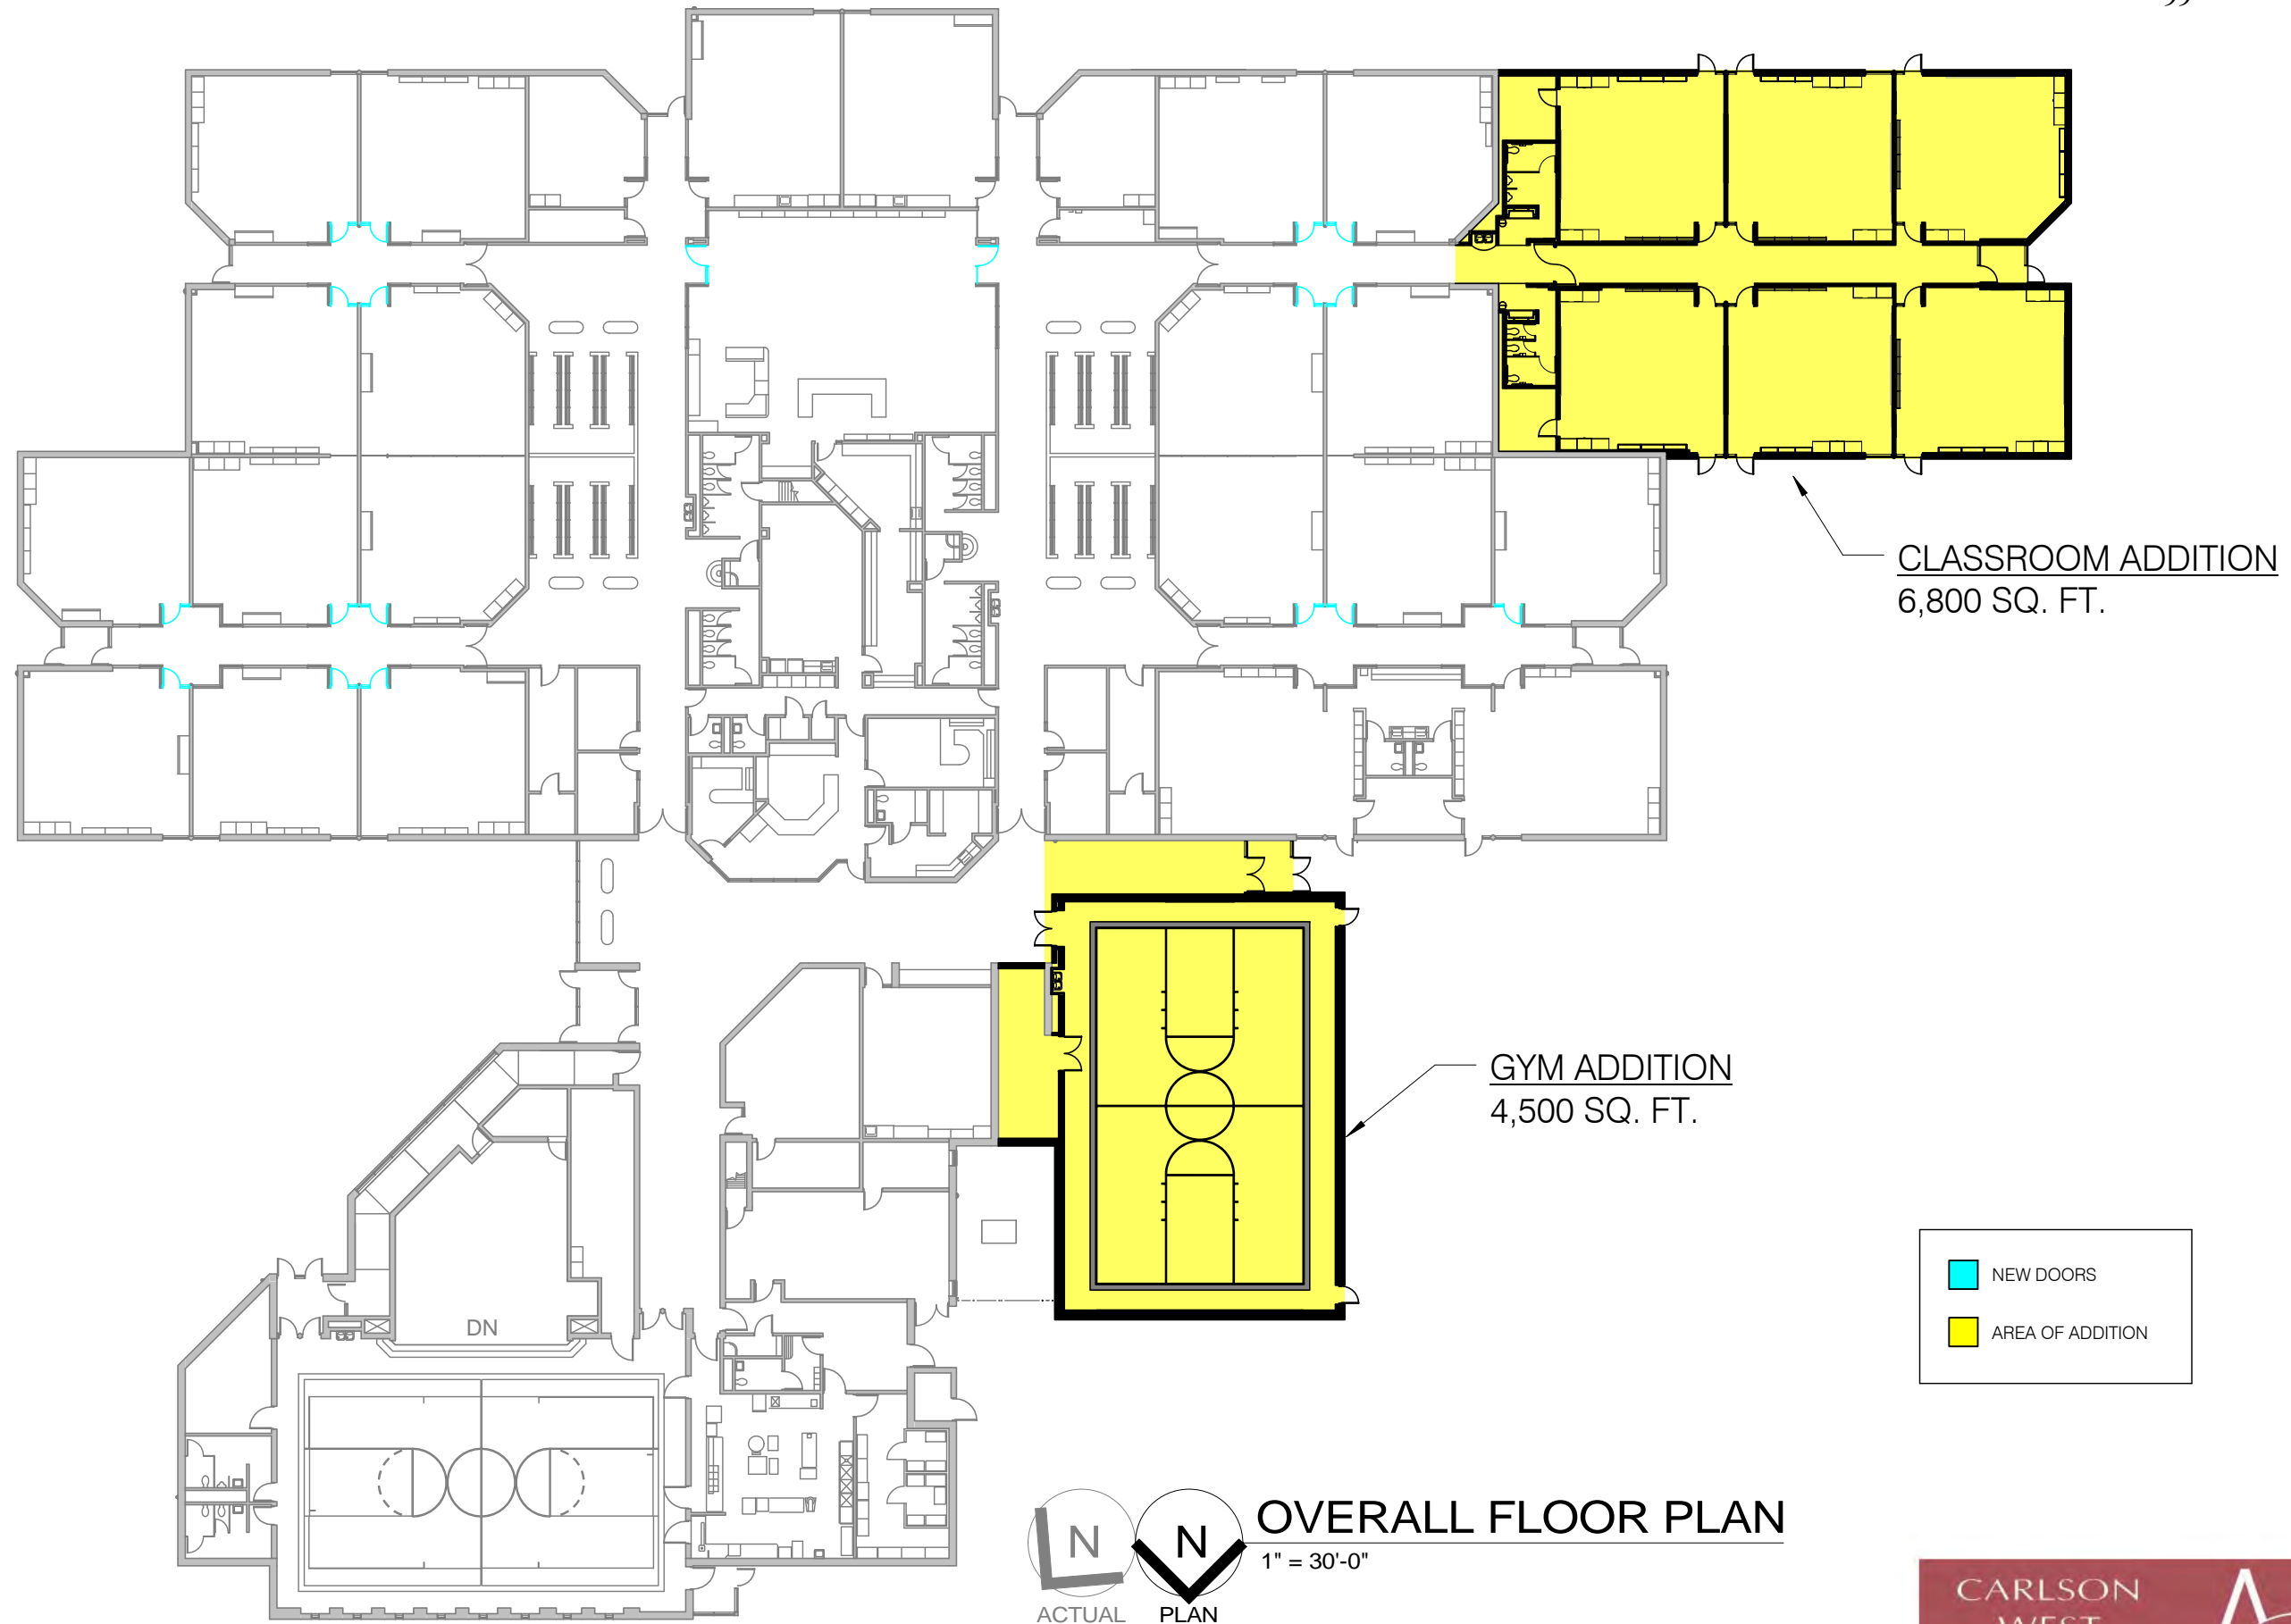 CLASSROOM ADDITION
6,800 SQ. FT.
GYM ADDITION
4,500 SQ. FT.
NEW DOORS
AREA OF ADDITION
DN
N
N
OVERALL FLOOR PLAN
1" = 30'-0"
ACTUAL
PLAN
CARLSON
WEST